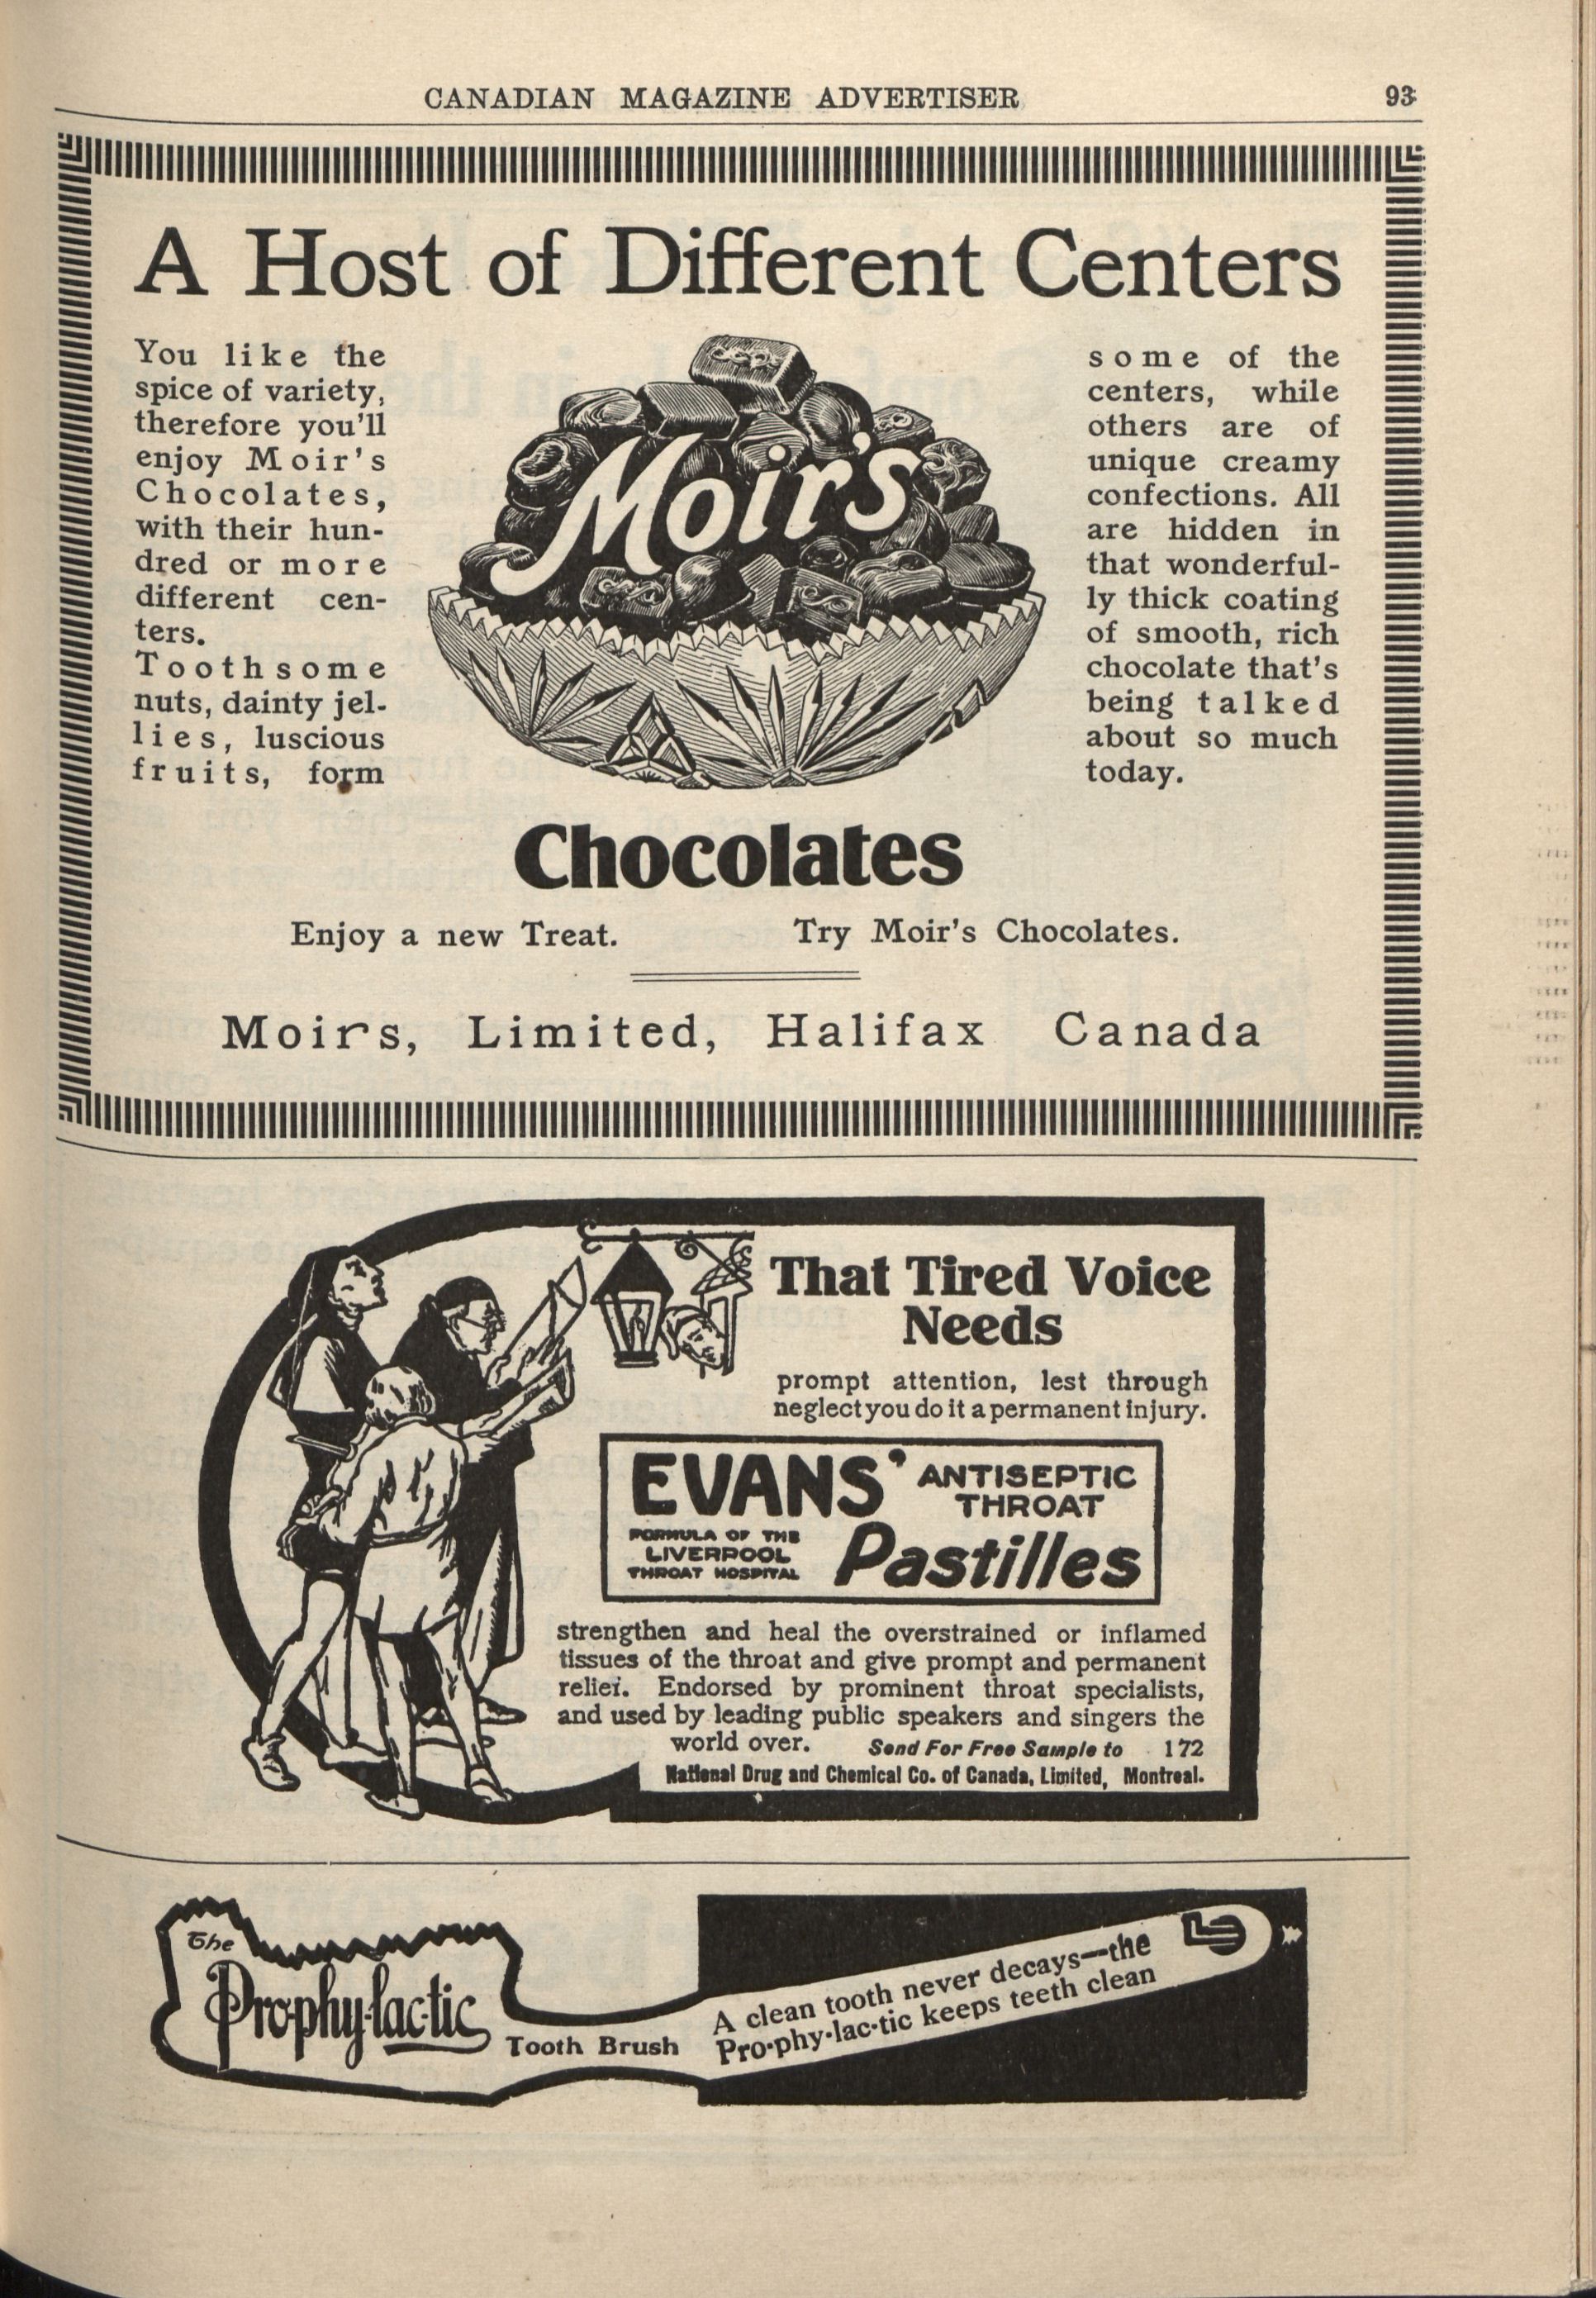 CANADIAN MAGAZINE ADVERTISER 93
A Host of Different Centers
You like the
spice of variety,
therefore you'll
enjoy Moir's
Chocolates,
with their hun-
dred or more
different cen-
ters.
Toothsome
nuts, dainty jel-
lies, luscious
fruits, form
Moir's
some of the
centers, while
others are of
unique creamy
confections. All
are hidden in
that wonderful-
ly thick coating
of smooth, rich
chocolate that's
being talked
about so much
today.
Chocolates
Enjoy a new Treat. Try Moir's Chocolates.
Moirs, Limited, Halifax Canada
That Tired Voice
Needs
prompt attention, lest through
neglect you do it a permanent injury.
EVANS' ANTISEPTIC
THROAT
FORMULA OF THE
LIVERPOOL
THROAT HOSPITAL
Pastilles
strengthen and heal the overstrained or inflamed
tissues of the throat and give prompt and permanent
relief. Endorsed by prominent throat specialists,
and used by leading public speakers and singers the
world over. Send For Free Sample to 172
National Drug and Chemical Co. of Canada, Limited, Montreal.
The
Pro-phy-lac-tic
Tooth Brush
A clean tooth never decays—the
Pro-phy-lac-tic keeps teeth clean